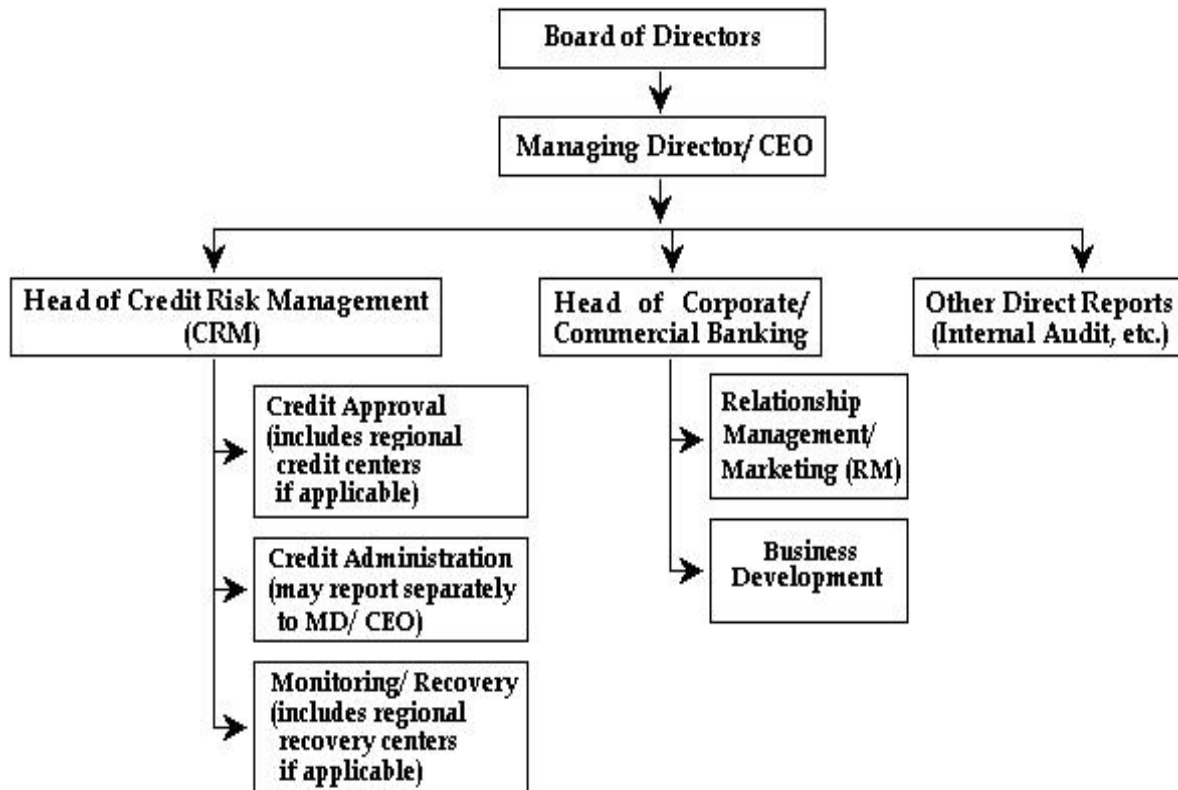 Board of Directors
Managing Director/ CEO
Head of Credit Risk Management
(CRM)
Head of Corporate/
Commercial Banking
Other Direct Reports
(Internal Audit, etc.)
Credit Approval
(includes regional
credit centers
if applicable)
Credit Administration
(may report separately
to MD/ CEO)
Monitoring/ Recovery
(includes regional
recovery centers
if applicable)
Relationship
Management/
Marketing (RM)
Business
Development